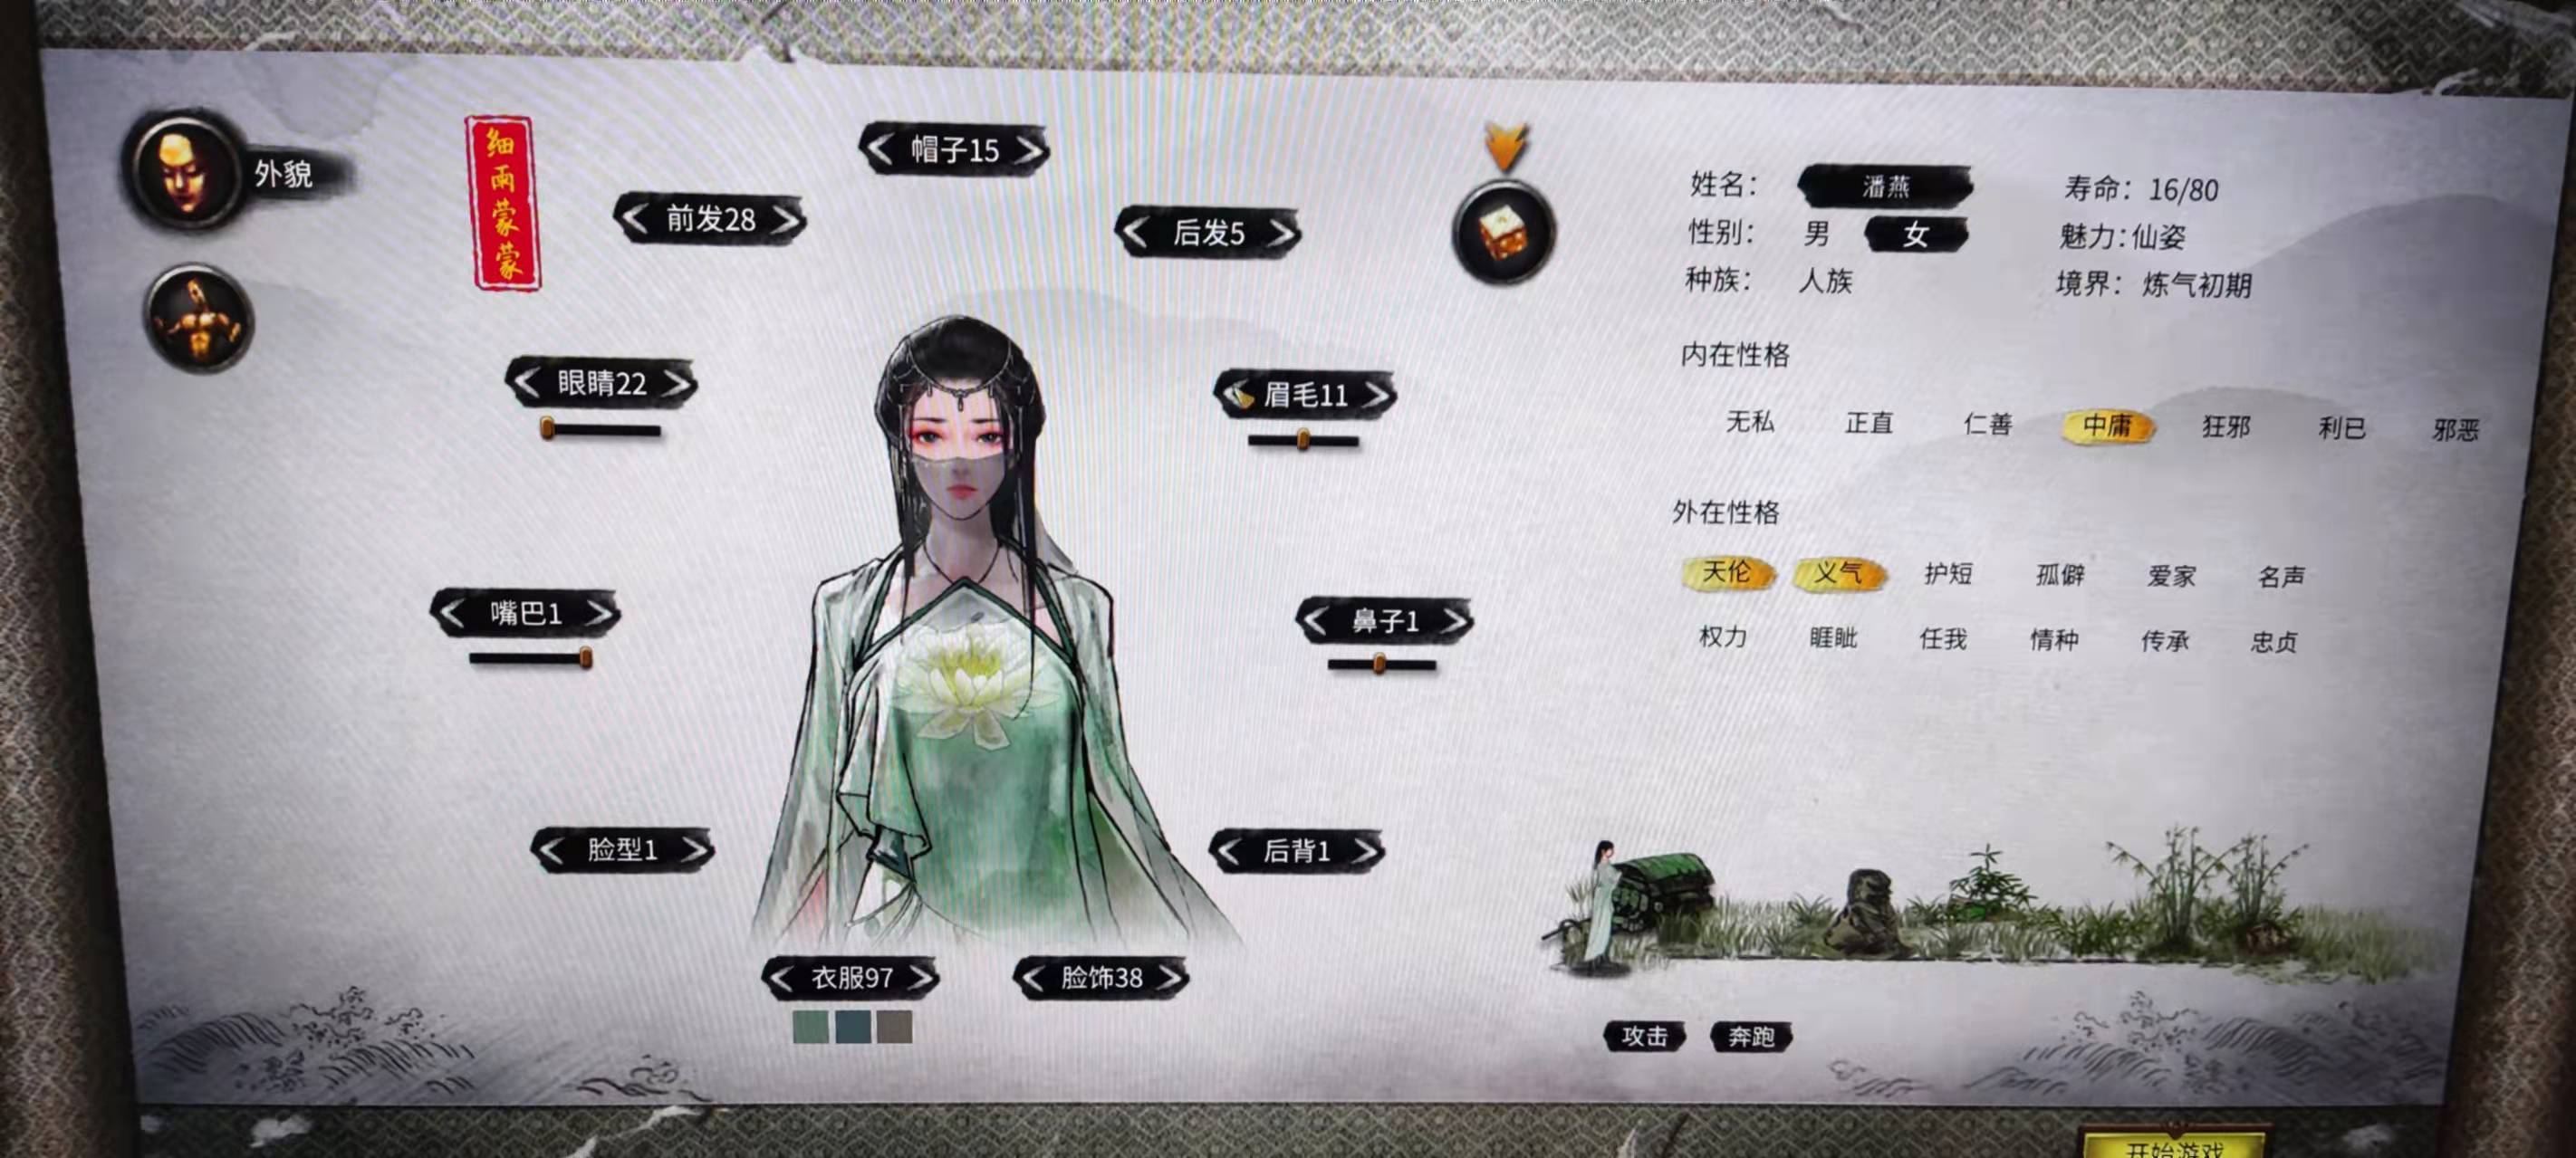 外貌
细雨蒙蒙
帽子15
前发28
后发5
眼睛22
眉毛11
嘴巴1
鼻子1
脸型1
后背1
衣服97
脸饰38
姓名： 潘燕 寿命：16/80
性别： 男 女 魅力：仙姿
种族： 人族 境界：炼气初期
内在性格
无私 正直 仁善 中庸 狂邪 利己 邪恶
外在性格
天伦 义气 护短 孤僻 爱家 名声
权力 睚眦 任我 情种 传承 忠贞
攻击 奔跑
开始游戏